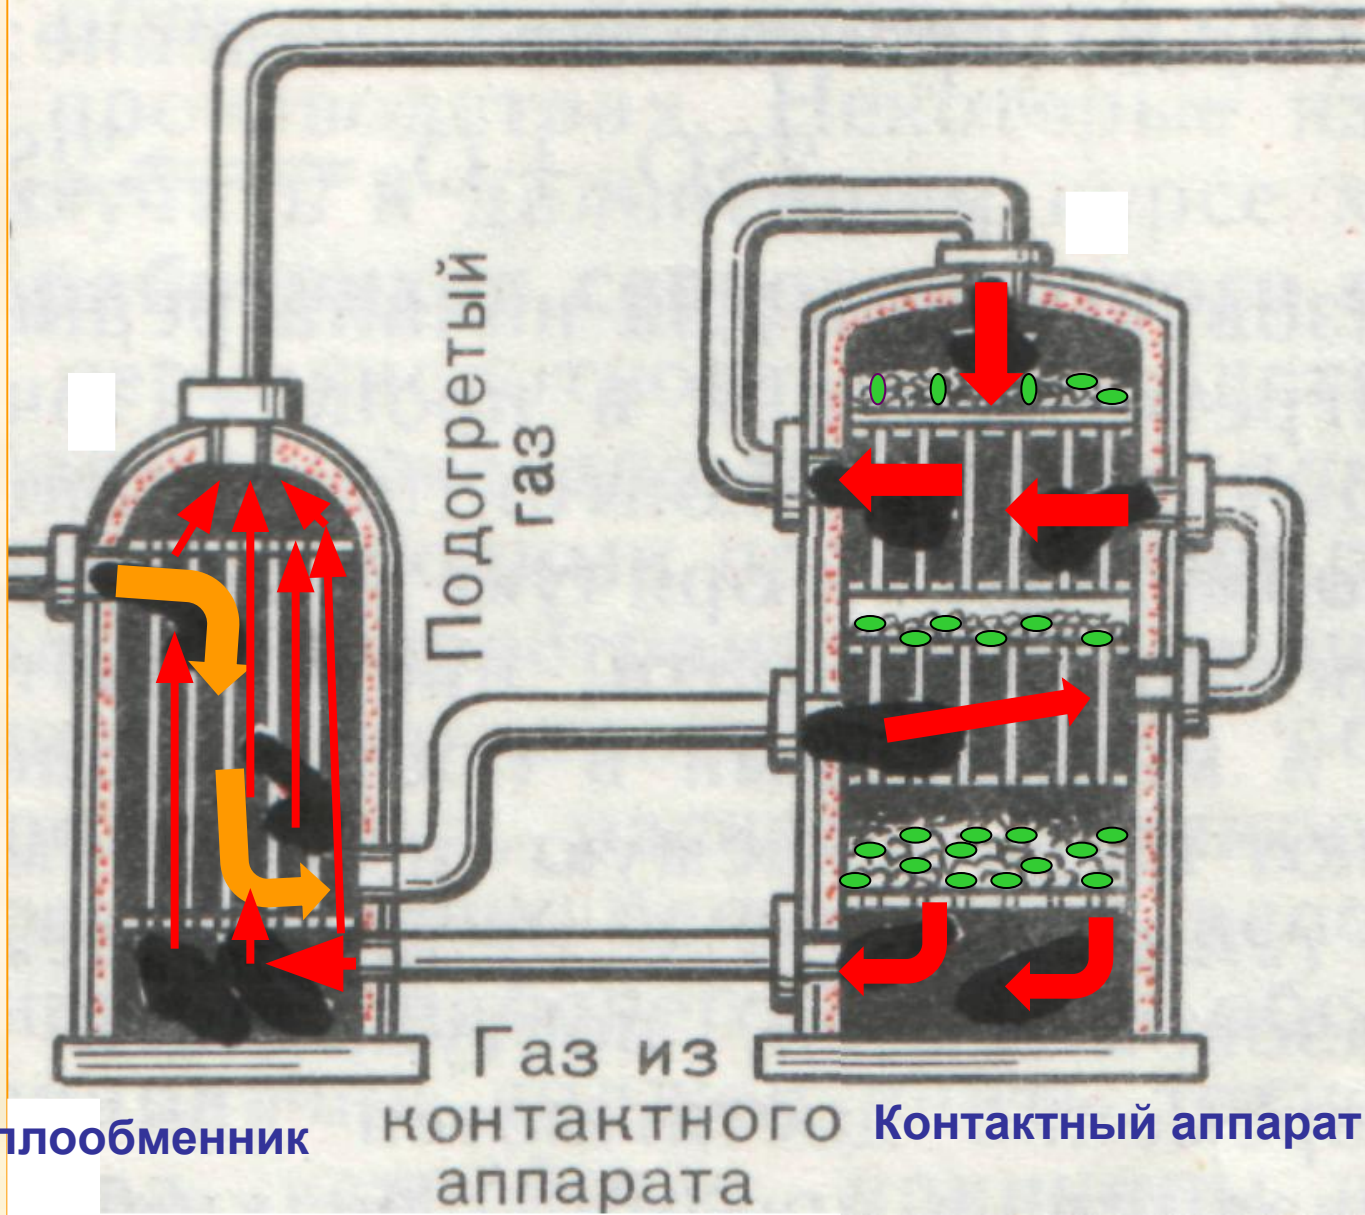 Подогретый
газ
Газ из
контактного
аппарата
плообменник
Контактный аппарат